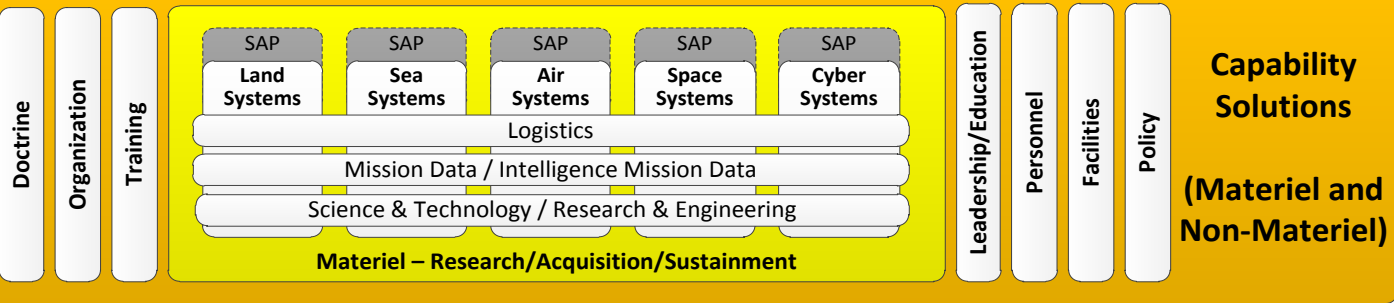 Doctrine
Organization
Training
SAP
SAP
SAP
SAP
SAP
Land
Systems
Sea
Systems
Air
Systems
Space
Systems
Cyber
Systems
Logistics
Mission Data / Intelligence Mission Data
Science & Technology / Research & Engineering
Materiel – Research/Acquisition/Sustainment
Leadership/Education
Personnel
Facilities
Policy
Capability
Solutions
(Materiel and
Non-Materiel)